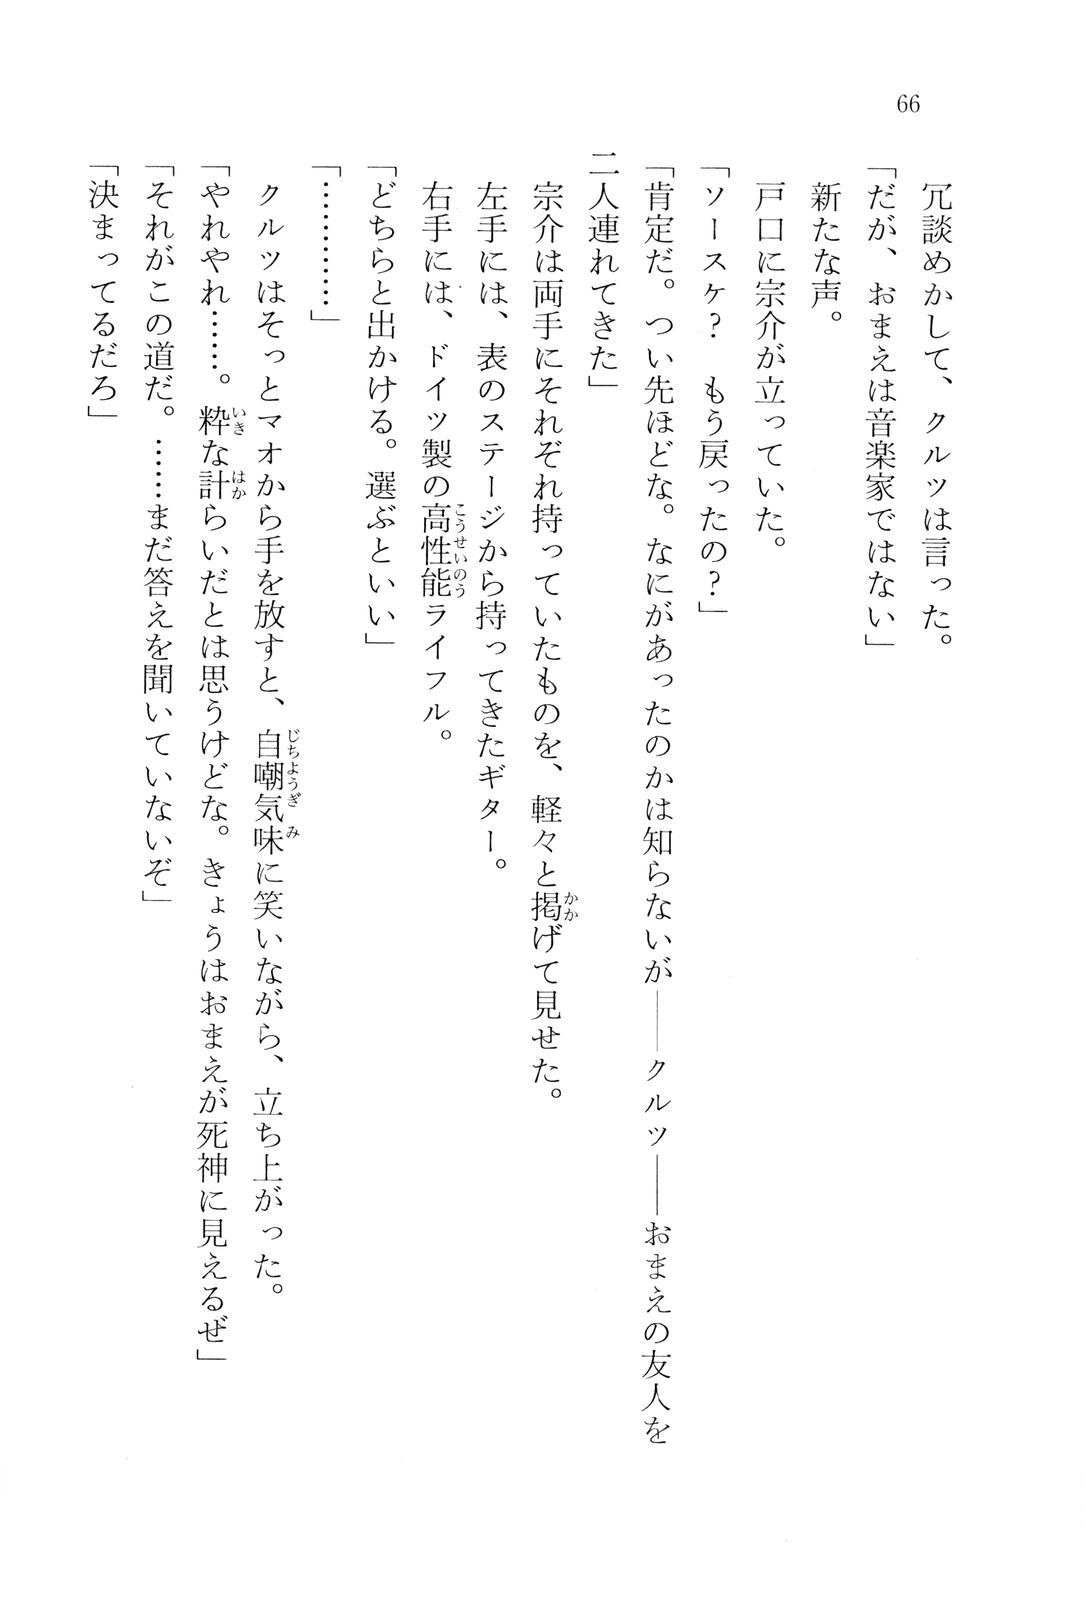 66
冗談めかして、クルツは言った。
「だが、おまえは音楽家ではない」
新たな声。
戸口に宗介が立っていた。
「ソースケ？　もう戻ったの？」
「肯定だ。つい先ほどな。なにがあったのかは知らないが――クルツ――おまえの友人を
二人連れてきた」
宗介は両手にそれぞれ持っていたものを、軽々と掲げて見せた。
左手には、表のステージから持ってきたギター。
右手には、ドイツ製の高性能ライフル。
「どちらと出かける。選ぶといい」
「…………」
クルツはそっとマオから手を放すと、自嘲気味に笑いながら、立ち上がった。
「やれやれ……。粋な計らいだとは思うけどな。きょうはおまえが死神に見えるぜ」
「それがこの道だ。……まだ答えを聞いていないぞ」
「決まってるだろ」